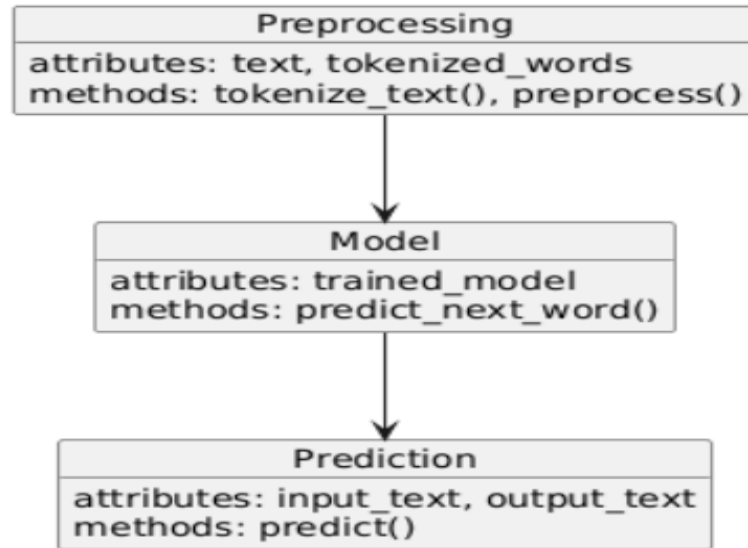 Preprocessing
attributes: text, tokenized_words
methods: tokenize_text(), preprocess()
Model
attributes: trained_model
methods: predict_next_word()
Prediction
attributes: input_text, output_text
methods: predict()